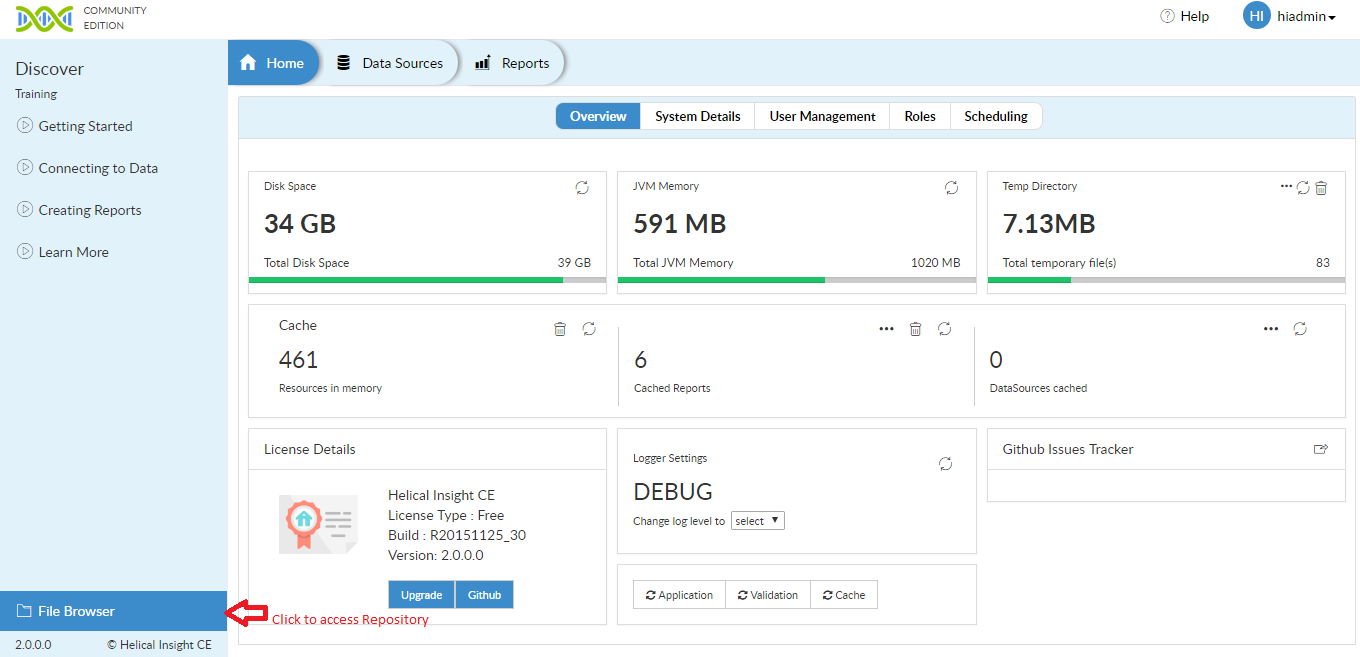 COMMUNITY
EDITION
Help
HI
hiadmin
Discover
Training
Getting Started
Connecting to Data
Creating Reports
Learn More
File Browser
2.0.0.0
© Helical Insight CE
Home
Data Sources
Reports
Overview
System Details
User Management
Roles
Scheduling
Disk Space
34 GB
Total Disk Space
39 GB
JVM Memory
591 MB
Total JVM Memory
1020 MB
Temp Directory
7.13MB
Total temporary file(s)
83
Cache
461
Resources in memory
6
Cached Reports
0
DataSources cached
License Details
Helical Insight CE
License Type : Free
Build : R20151125_30
Version: 2.0.0.0
Upgrade
Github
Click to access Repository
Logger Settings
DEBUG
Change log level to
select
Application
Validation
Cache
Github Issues Tracker